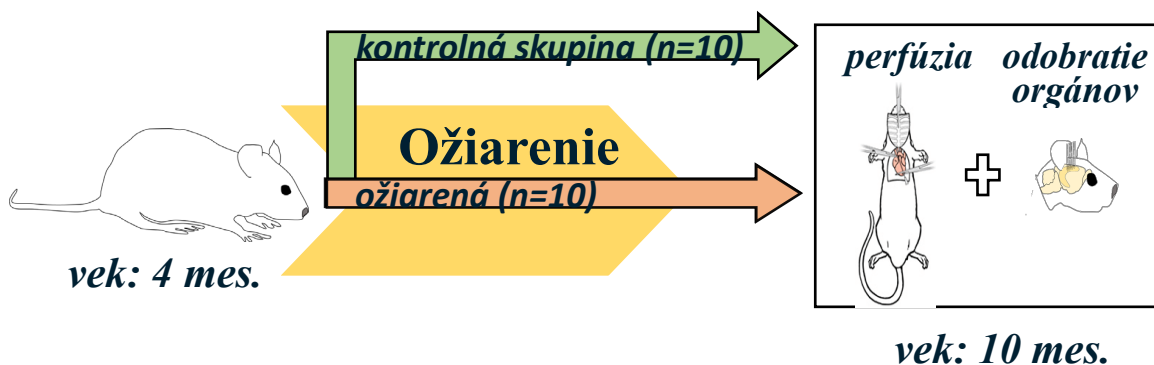 kontrolná skupina (n=10)
Ožiarenie
ožiarená (n=10)
vek: 4 mes.
perfúzia
odobratie
orgánov
vek: 10 mes.